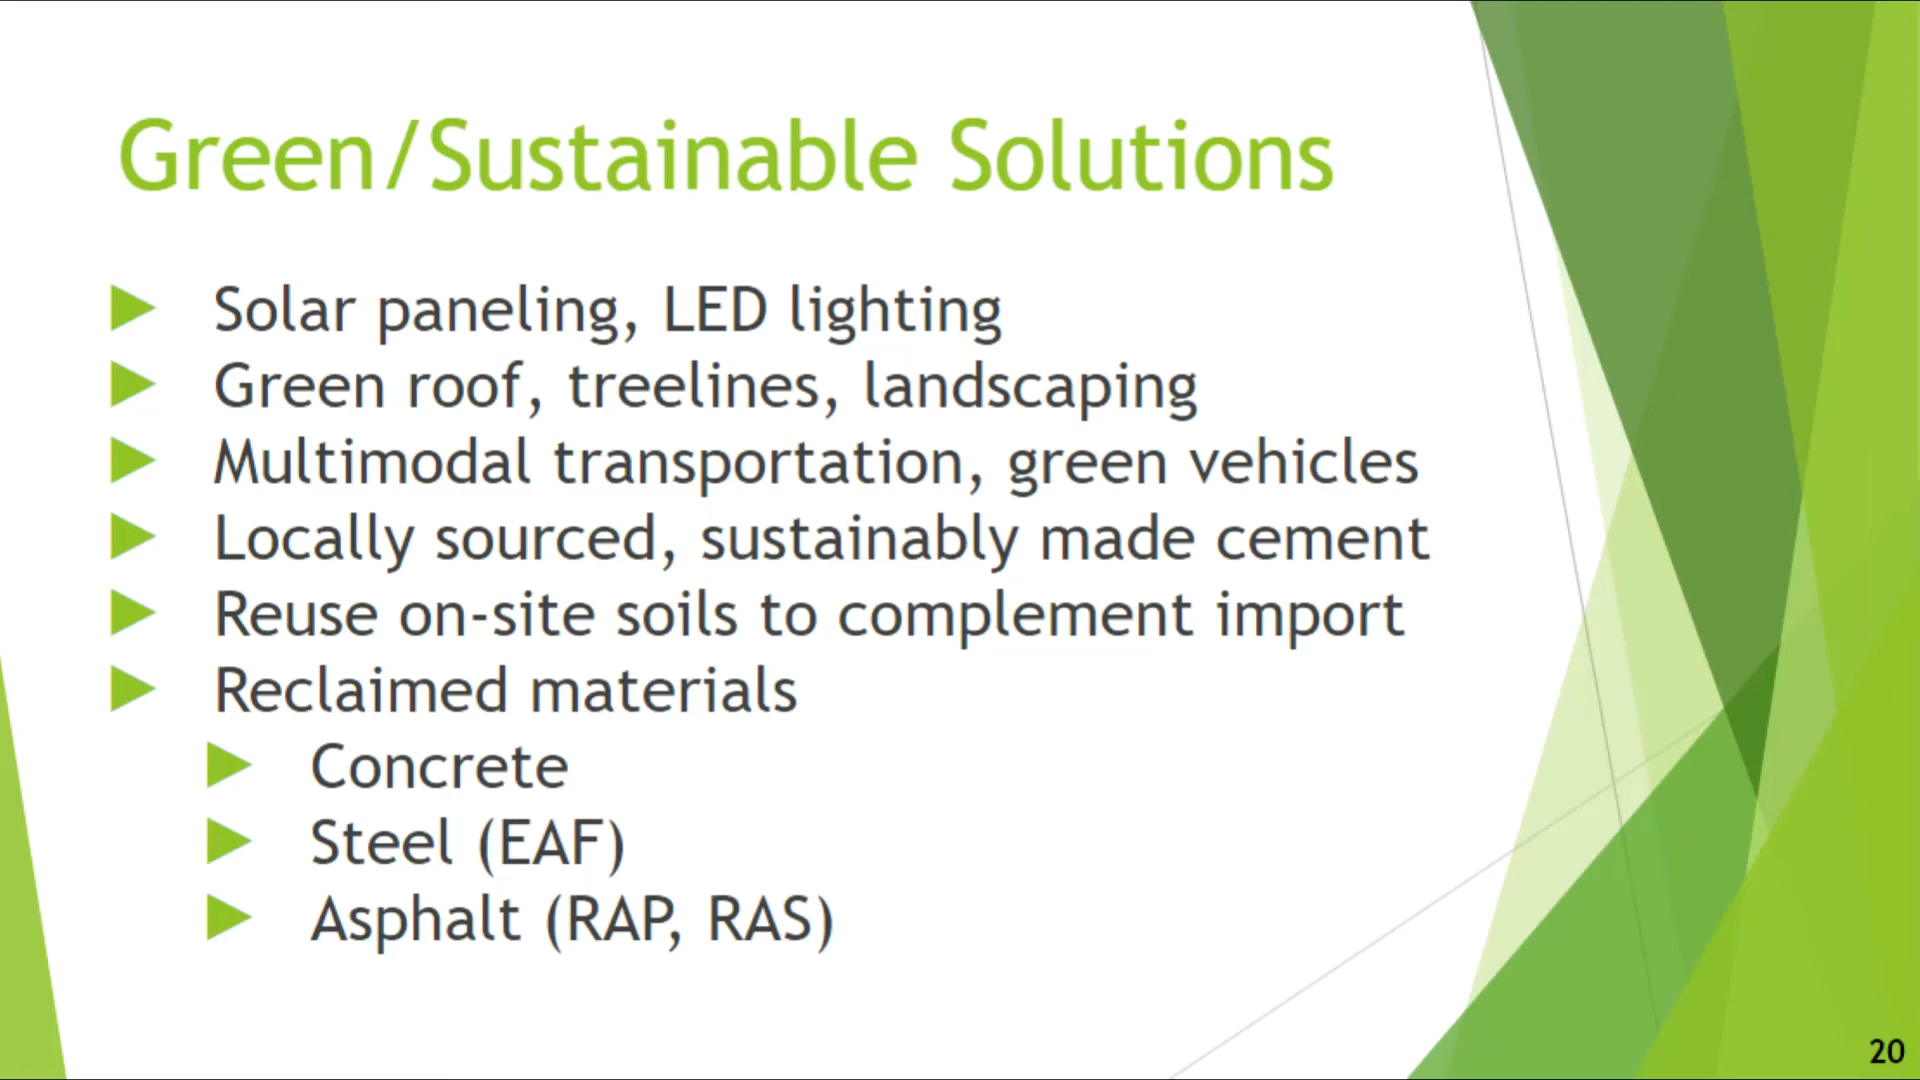 Green/Sustainable Solutions
Solar paneling, LED lighting
Green roof, treelines, landscaping
Multimodal transportation, green vehicles
Locally sourced, sustainably made cement
Reuse on-site soils to complement import
Reclaimed materials
Concrete
Steel (EAF)
Asphalt (RAP, RAS)
20